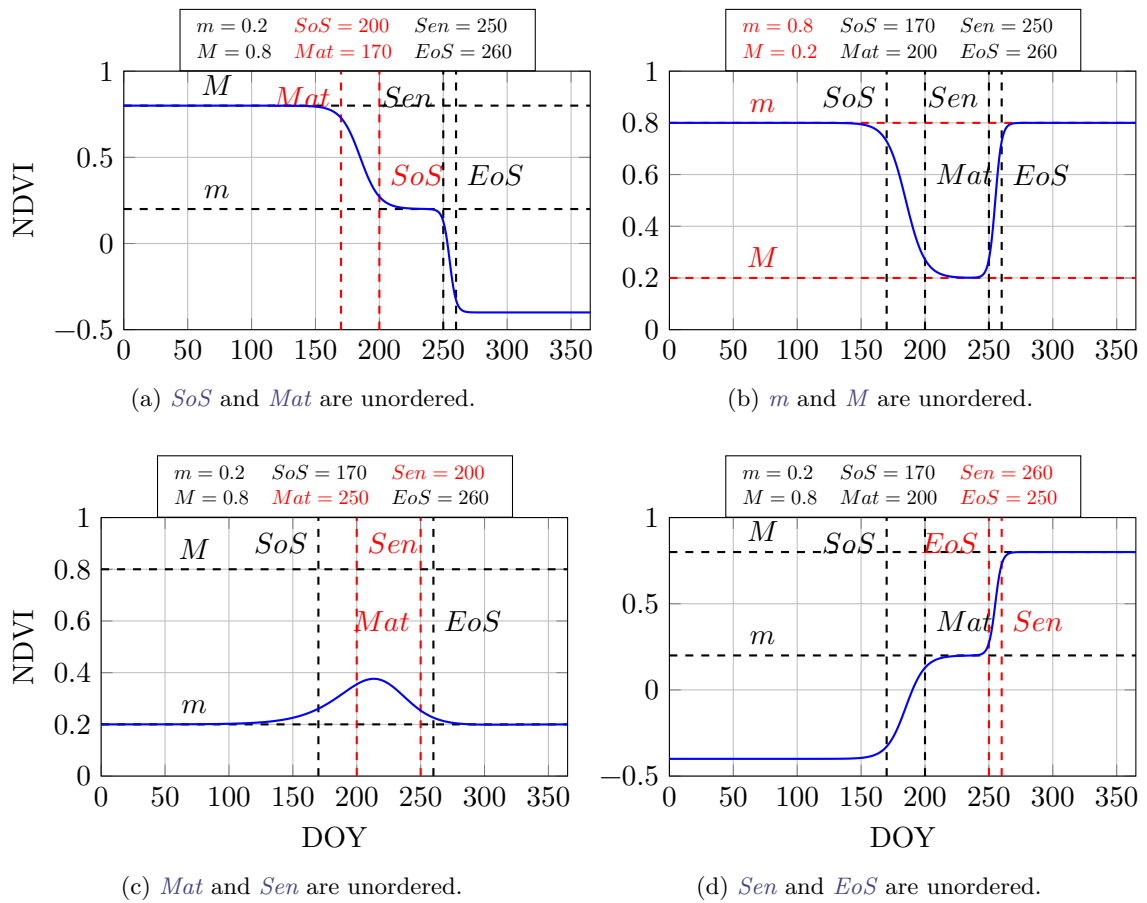 m = 0.2 SoS = 200 Sen = 250
M = 0.8 Mat = 170 EoS = 260
1
M
Mat
Sen
0.5
SoS
EoS
m
0
−0.5
NDVI
0 50 100 150 200 250 300 350
(a) SoS and Mat are unordered.
m = 0.8 SoS = 170 Sen = 250
M = 0.2 Mat = 200 EoS = 260
1
m
SoS
Sen
0.8
0.6
Mat
EoS
0.4
M
0.2
0
0 50 100 150 200 250 300 350
(b) m and M are unordered.
m = 0.2 SoS = 170 Sen = 200
M = 0.8 Mat = 250 EoS = 260
1
M
SoS
Sen
0.8
0.6
Mat
EoS
0.4
m
0.2
0
NDVI
0 50 100 150 200 250 300 350
DOY
(c) Mat and Sen are unordered.
m = 0.2 SoS = 170 Sen = 260
M = 0.8 Mat = 200 EoS = 250
1
M
SoS
EoS
0.5
Mat
Sen
m
0
−0.5
0 50 100 150 200 250 300 350
DOY
(d) Sen and EoS are unordered.